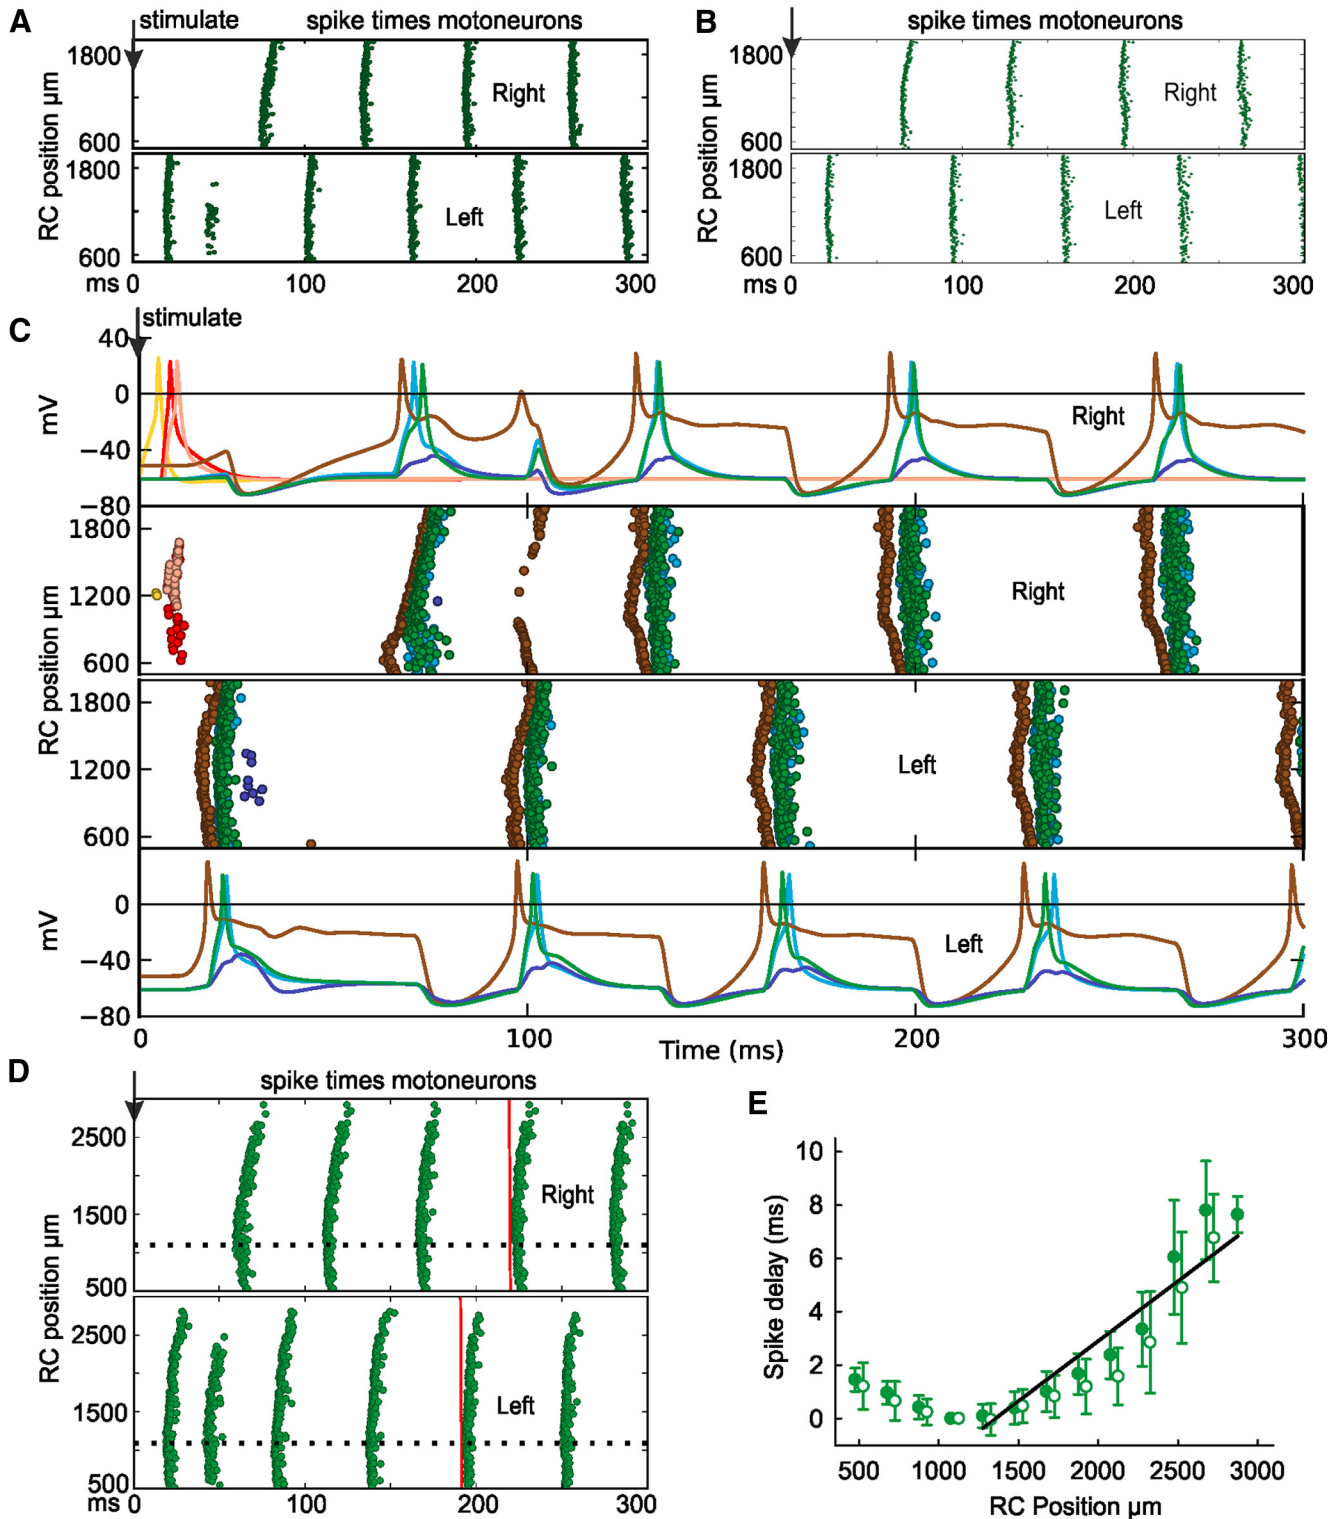 A
stimulate
spike times motoneurons
1800
RC position µm
600
Right
1800
600
Left
ms 0
100
200
300
B
spike times motoneurons
1800
RC position µm
600
Right
1800
600
Left
ms 0
100
200
300
C
stimulate
40
0
mV
−40
−80
Right
1800
1200
600
Right
RC position µm
1800
1200
600
Left
0
mV
−40
−80
Left
0
100
200
300
Time (ms)
D
spike times motoneurons
2500
1500
500
Right
RC position µm
2500
1500
500
Left
ms 0
100
200
300
E
10
8
6
4
2
0
Spike delay (ms)
500
1000
1500
2000
2500
3000
RC Position µm